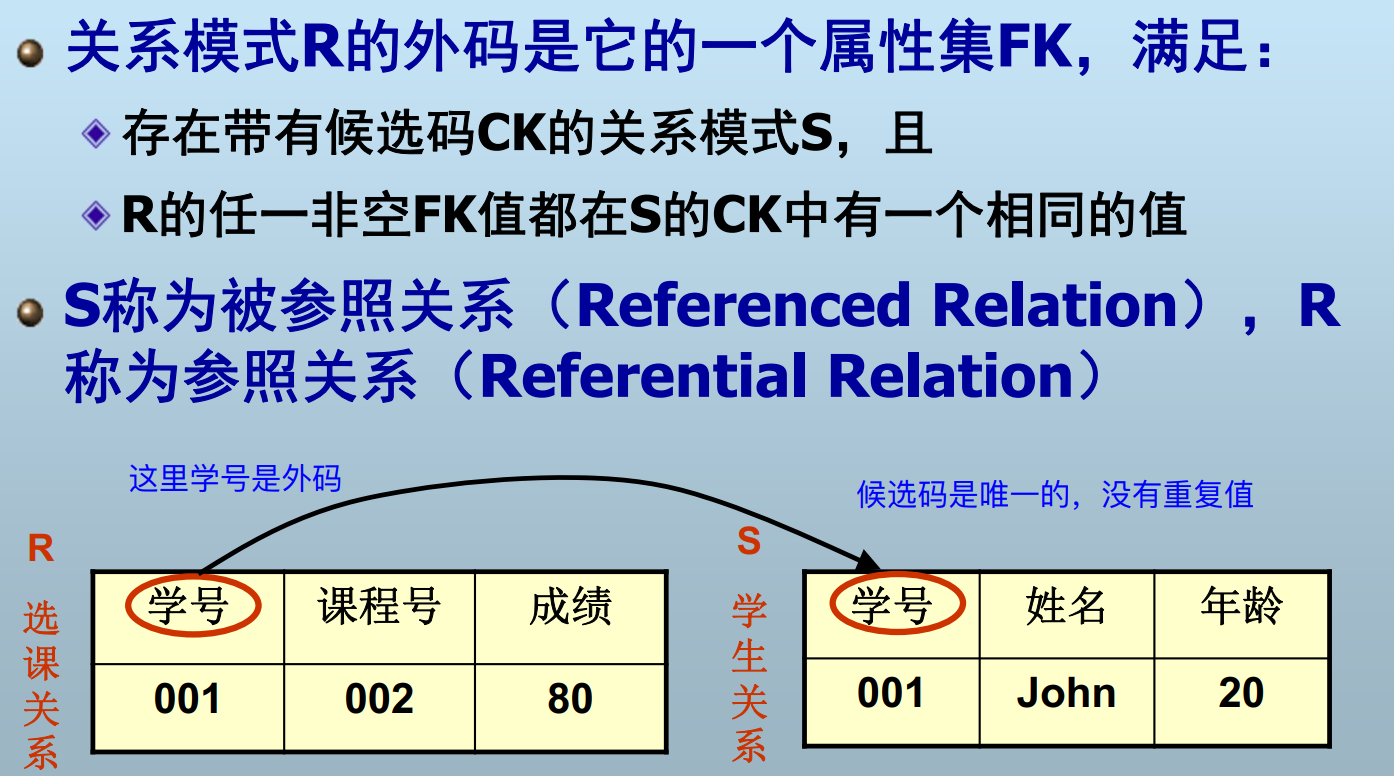 关系模式R的外码是它的一个属性集FK，满足：
存在带有候选码CK的关系模式S，且
R的任一非空FK值都在S的CK中有一个相同的值
S称为被参照关系（Referenced Relation），R
称为参照关系（Referential Relation）
这里学号是外码
候选码是唯一的，没有重复值
R
选课关系
学号 课程号 成绩
001 002 80
S
学生关系
学号 姓名 年龄
001 John 20